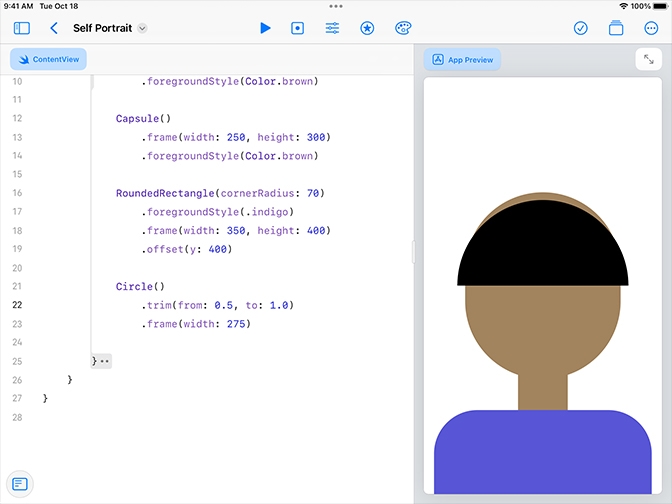 9:41 AM Tue Oct 18
100%
Self Portrait
ContentView
App Preview
10 .foregroundStyle(Color.brown)
11
12 Capsule()
13 .frame(width: 250, height: 300)
14 .foregroundStyle(Color.brown)
15
16 RoundedRectangle(cornerRadius: 70)
17 .foregroundStyle(.indigo)
18 .frame(width: 350, height: 400)
19 .offset(y: 400)
20
21 Circle()
22 .trim(from: 0.5, to: 1.0)
23 .frame(width: 275)
24
25 }
26 }
27 }
28